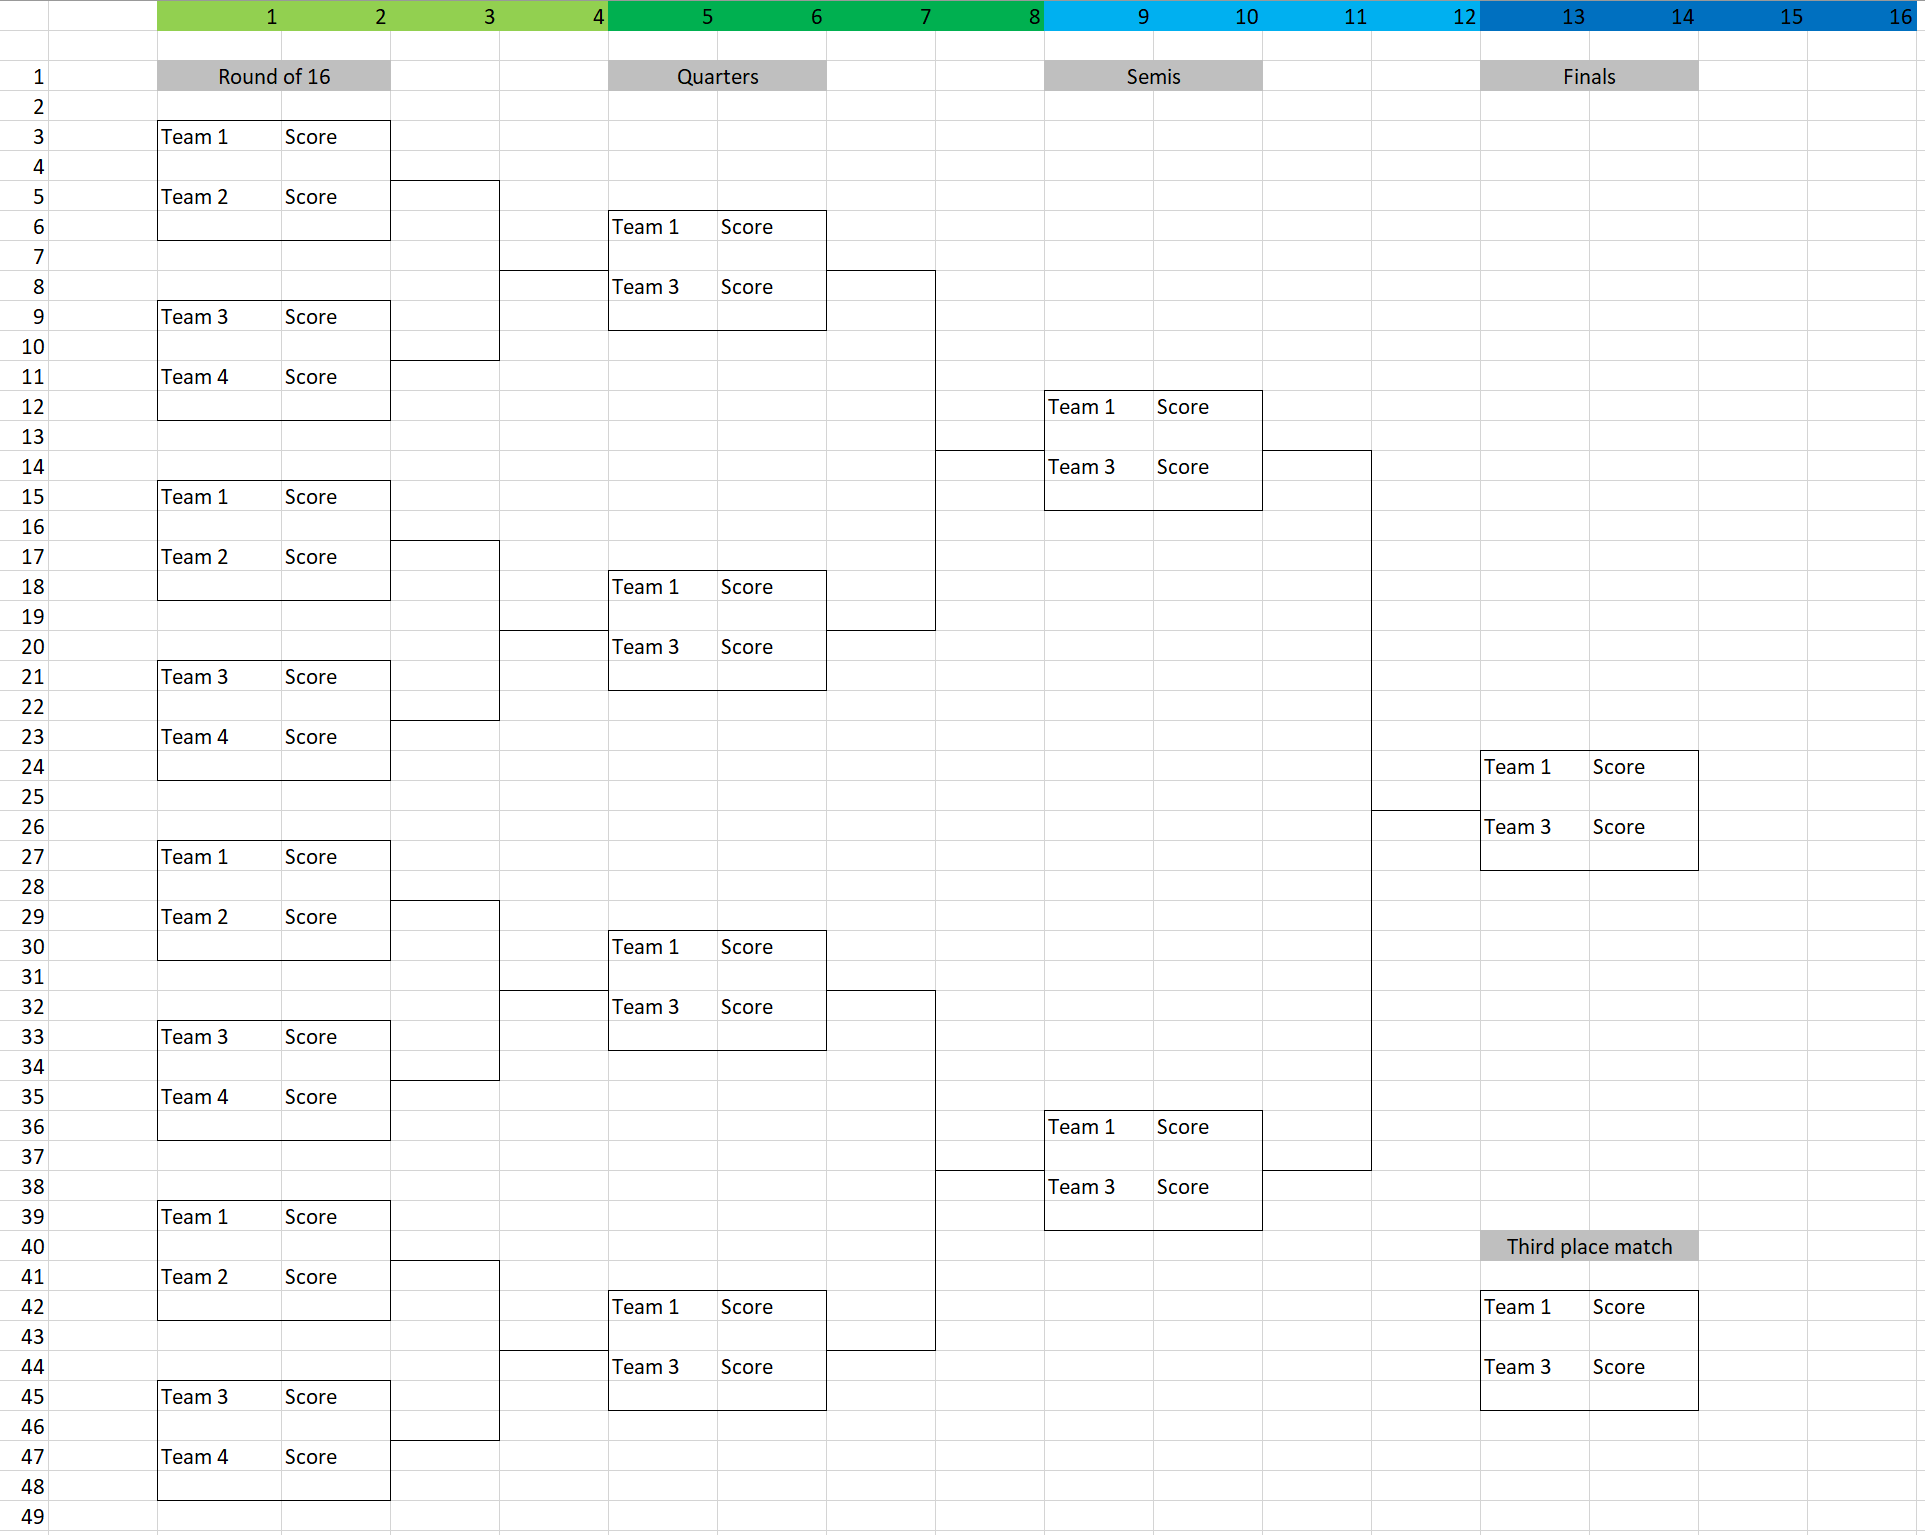 1 2 3 4 5 6 7 8 9 10 11 12 13 14 15 16
1 Round of 16 Quarters Semis Finals
2
3 Team 1 Score
4
5 Team 2 Score
6 Team 1 Score
7
8 Team 3 Score
9 Team 3 Score
10
11 Team 4 Score
12 Team 1 Score
13
14 Team 3 Score
15 Team 1 Score
16
17 Team 2 Score
18 Team 1 Score
19
20 Team 3 Score
21 Team 3 Score
22
23 Team 4 Score
24 Team 1 Score
25
26 Team 3 Score
27 Team 1 Score
28
29 Team 2 Score
30 Team 1 Score
31
32 Team 3 Score
33 Team 3 Score
34
35 Team 4 Score
36 Team 1 Score
37
38 Team 3 Score
39 Team 1 Score
40 Third place match
41 Team 2 Score
42 Team 1 Score Team 1 Score
43
44 Team 3 Score Team 3 Score
45 Team 3 Score
46
47 Team 4 Score
48
49